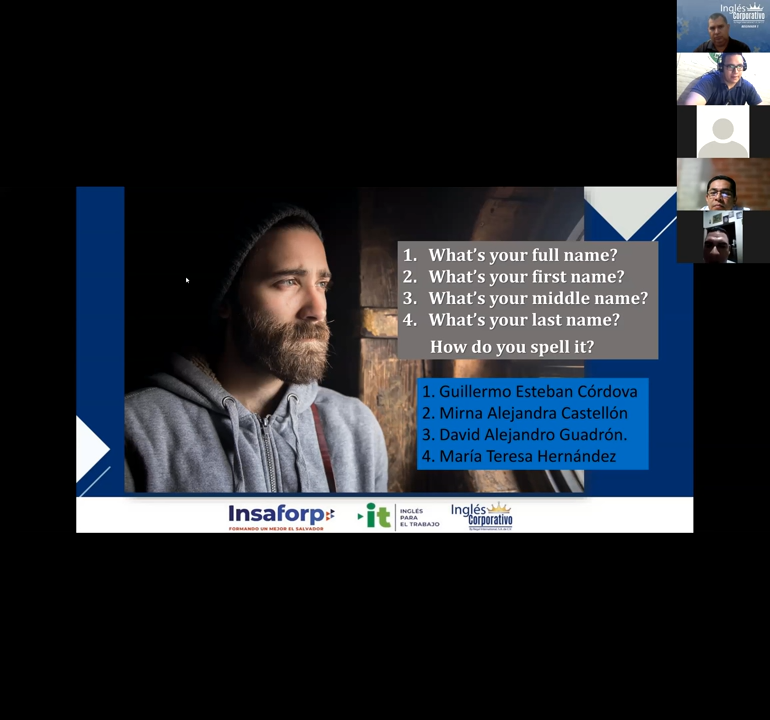 Inglés
Corporativo
1. What's your full name?
2. What's your first name?
3. What's your middle name?
4. What's your last name?
How do you spell it?
1. Guillermo Esteban Córdova
2. Mirna Alejandra Castellón
3. David Alejandro Guadrón.
4. María Teresa Hernández
Insaforp
FORMANDO UN MEJOR EL SALVADOR
it
INGLÉS
PARA
EL TRABAJO
Inglés
Corporativo